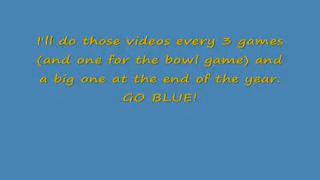 I'll do those videos every 3 games
(and one for the bowl game) and
a big one at the end of the year.
GO BLUE!